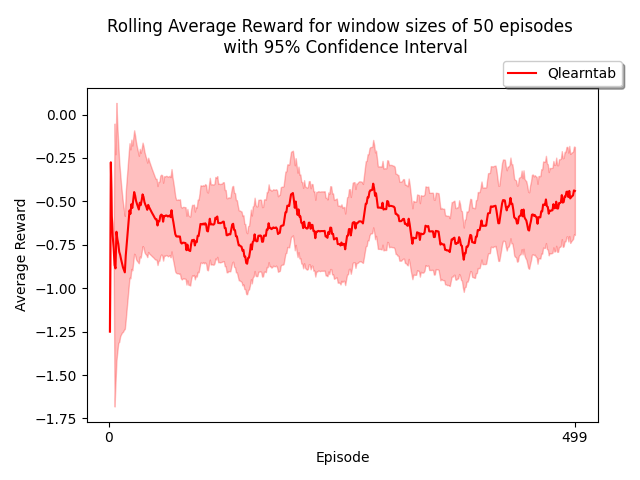 Rolling Average Reward for window sizes of 50 episodes
with 95% Confidence Interval
Qlearntab
0.00
−0.25
−0.50
−0.75
−1.00
−1.25
−1.50
−1.75
Average Reward
0 499
Episode